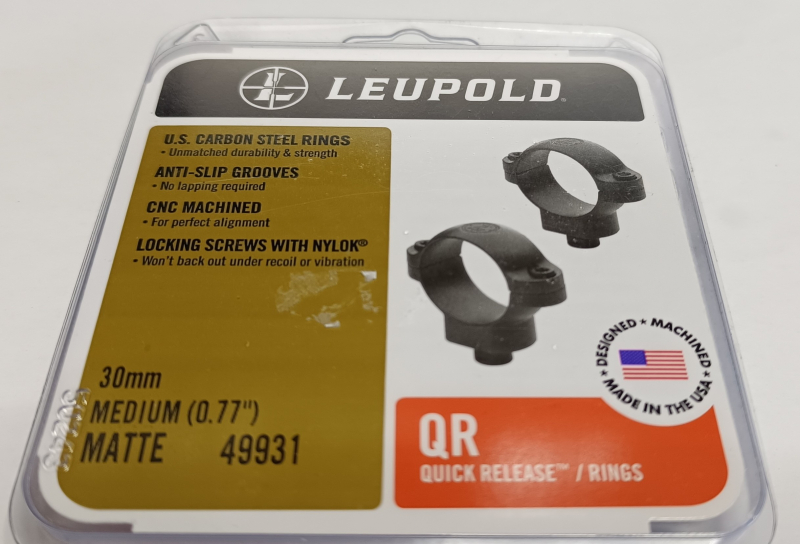 LEUPOLD®
U.S. CARBON STEEL RINGS
• Unmatched durability & strength
ANTI-SLIP GROOVES
• No lapping required
CNC MACHINED
• For perfect alignment
LOCKING SCREWS WITH NYLOK®
• Won't back out under recoil or vibration
30mm
MEDIUM (0.77")
MATTE 49931
DESIGNED ★ MACHINED
★ MADE IN THE USA ★
QR
QUICK RELEASE™ / RINGS